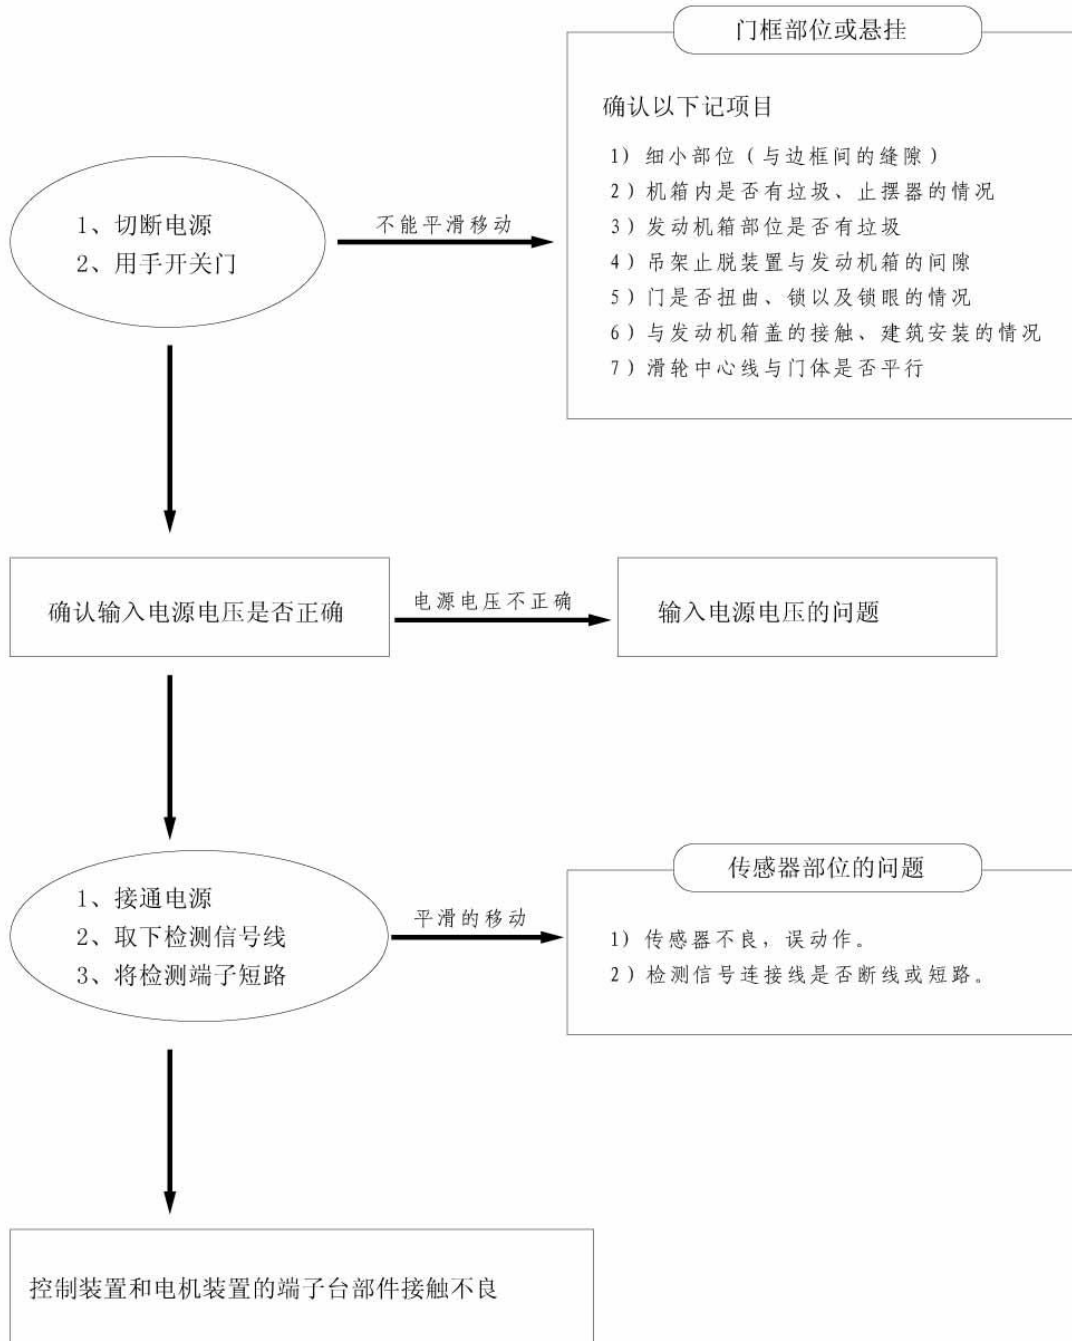 门框部位或悬挂
确认以下记项目
1）细小部位（与边框间的缝隙）
2）机箱内是否有垃圾、止摆器的情况
3）发动机箱部位是否有垃圾
4）吊架止脱装置与发动机箱的间隙
5）门是否扭曲、锁以及锁眼的情况
6）与发动机箱盖的接触、建筑安装的情况
7）滑轮中心线与门体是否平行
1、切断电源
2、用手开关门
不能平滑移动
确认输入电源电压是否正确
电源电压不正确
输入电源电压的问题
1、接通电源
2、取下检测信号线
3、将检测端子短路
平滑的移动
传感器部位的问题
1）传感器不良，误动作。
2）检测信号连接线是否断线或短路。
控制装置和电机装置的端子台部件接触不良